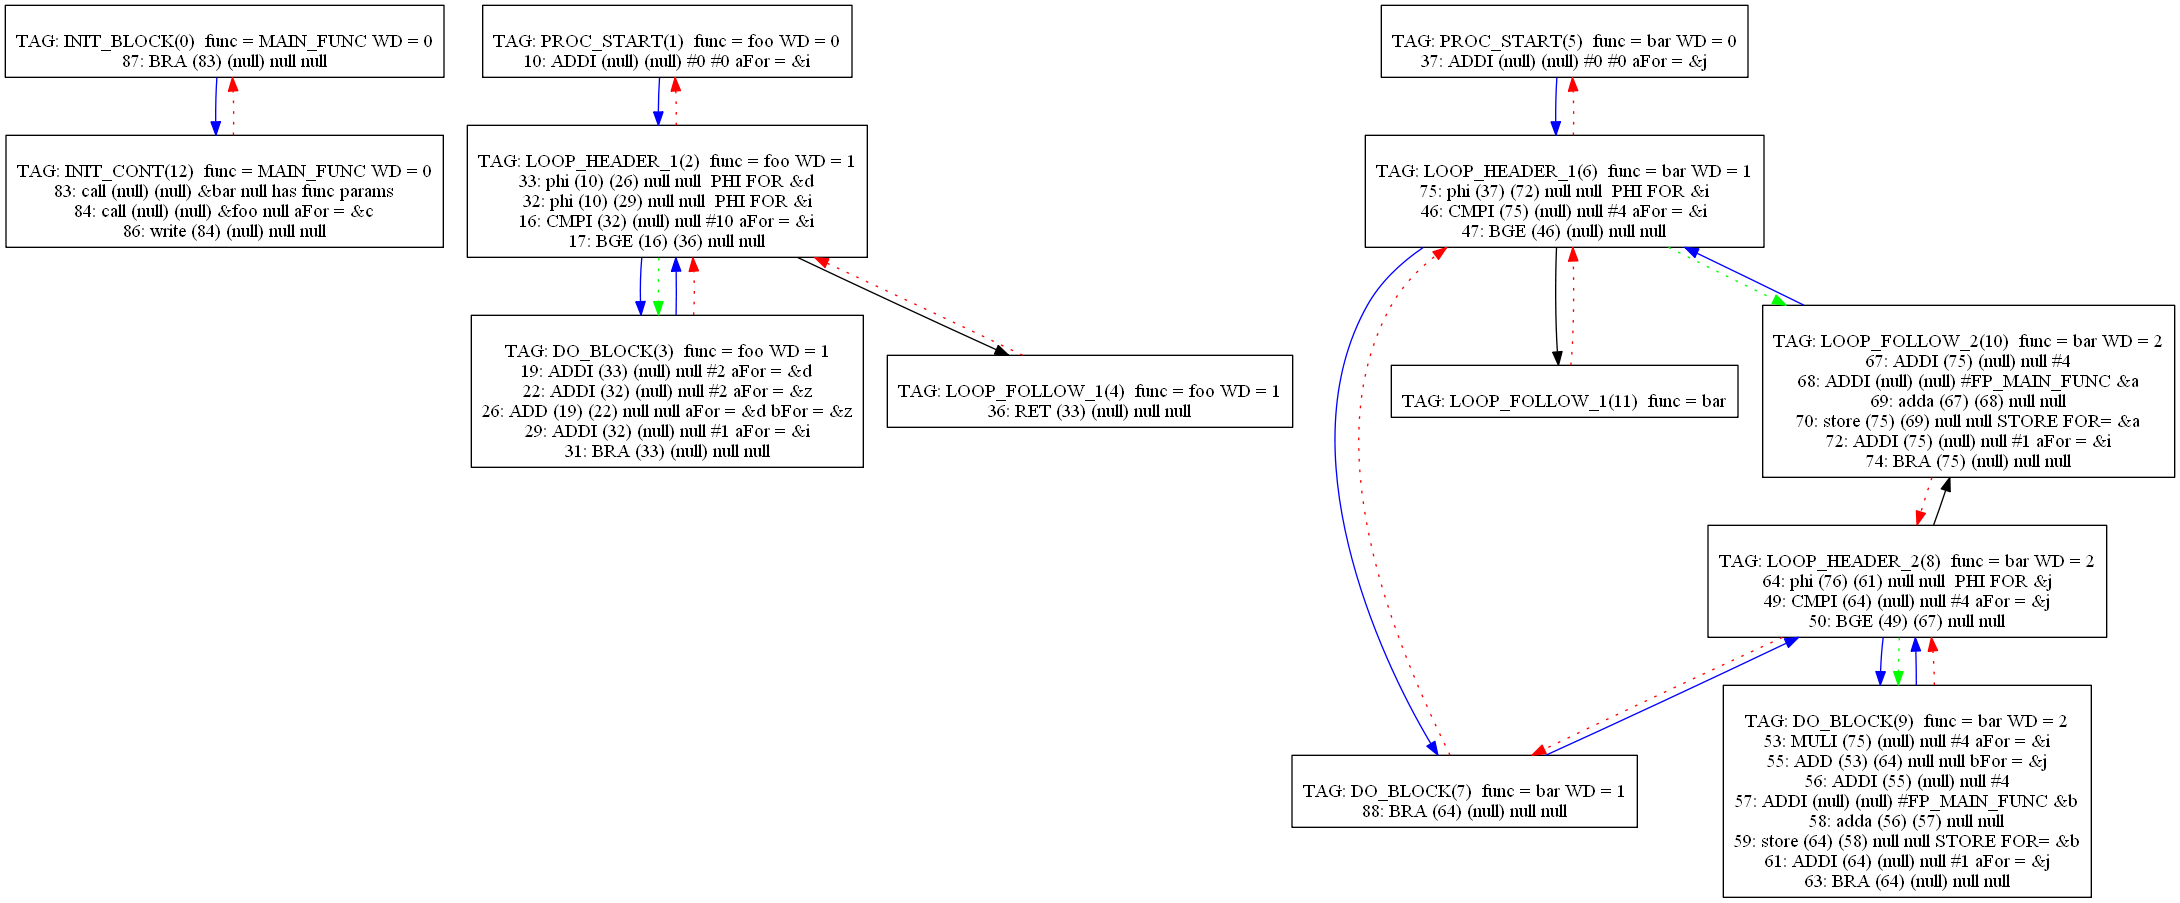 TAG: INIT_BLOCK(0) func = MAIN_FUNC WD = 0
87: BRA (83) (null) null null
TAG: INIT_CONT(12) func = MAIN_FUNC WD = 0
83: call (null) (null) &bar null has func params
84: call (null) (null) &foo null aFor = &c
86: write (84) (null) null null
TAG: PROC_START(1) func = foo WD = 0
10: ADDI (null) (null) #0 #0 aFor = &i
TAG: LOOP_HEADER_1(2) func = foo WD = 1
33: phi (10) (26) null null PHI FOR &d
32: phi (10) (29) null null PHI FOR &i
16: CMPI (32) (null) null #10 aFor = &i
17: BGE (16) (36) null null
TAG: DO_BLOCK(3) func = foo WD = 1
19: ADDI (33) (null) null #2 aFor = &d
22: ADDI (32) (null) null #2 aFor = &z
26: ADD (19) (22) null null aFor = &d bFor = &z
29: ADDI (32) (null) null #1 aFor = &i
31: BRA (33) (null) null null
TAG: LOOP_FOLLOW_1(4) func = foo WD = 1
36: RET (33) (null) null null
TAG: PROC_START(5) func = bar WD = 0
37: ADDI (null) (null) #0 #0 aFor = &j
TAG: LOOP_HEADER_1(6) func = bar WD = 1
75: phi (37) (72) null null PHI FOR &i
46: CMPI (75) (null) null #4 aFor = &i
47: BGE (46) (null) null null
TAG: LOOP_FOLLOW_1(11) func = bar
TAG: LOOP_FOLLOW_2(10) func = bar WD = 2
67: ADDI (75) (null) null #4
68: ADDI (null) (null) #FP_MAIN_FUNC &a
69: adda (67) (68) null null
70: store (75) (69) null null STORE FOR= &a
72: ADDI (75) (null) null #1 aFor = &i
74: BRA (75) (null) null null
TAG: LOOP_HEADER_2(8) func = bar WD = 2
64: phi (76) (61) null null PHI FOR &j
49: CMPI (64) (null) null #4 aFor = &j
50: BGE (49) (67) null null
TAG: DO_BLOCK(7) func = bar WD = 1
88: BRA (64) (null) null null
TAG: DO_BLOCK(9) func = bar WD = 2
53: MULI (75) (null) null #4 aFor = &i
55: ADD (53) (64) null null bFor = &j
56: ADDI (55) (null) null #4
57: ADDI (null) (null) #FP_MAIN_FUNC &b
58: adda (56) (57) null null
59: store (64) (58) null null STORE FOR= &b
61: ADDI (64) (null) null #1 aFor = &j
63: BRA (64) (null) null null